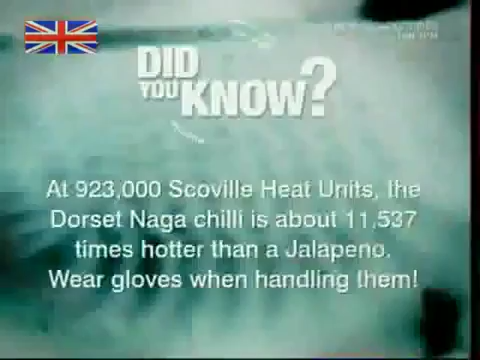 DID
YOU KNOW?
At 923,000 Scoville Heat Units, the
Dorset Naga chilli is about 11,537
times hotter than a Jalapeno.
Wear gloves when handling them!